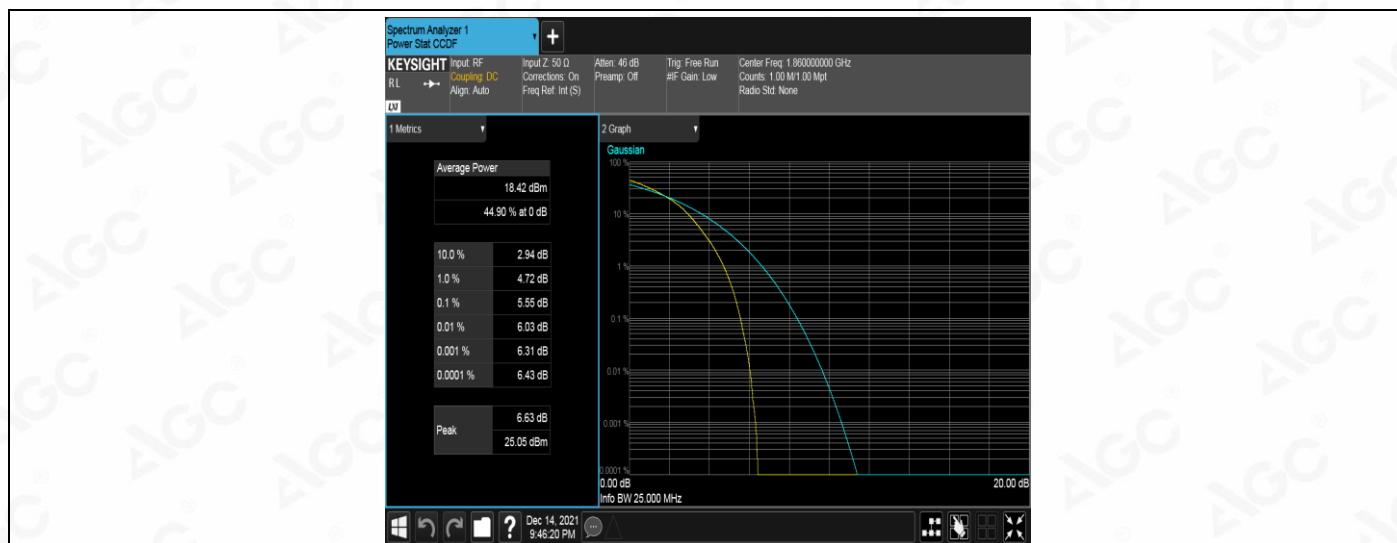 Spectrum Analyzer 1
Power Stat CCDF
KEYSIGHT
R L
LXI
Input: RF
Coupling: DC
Align: Auto
Input Z: 50 Ω
Corrections: On
Freq Ref: Int (S)
Atten: 46 dB
Preamp: Off
Trig: Free Run
#IF Gain: Low
Center Freq: 1.860000000 GHz
Counts: 1.00 M/1.00 Mpt
Radio Std: None
1 Metrics
Average Power
18.42 dBm
44.90 % at 0 dB
10.0 % 2.94 dB
1.0 % 4.72 dB
0.1 % 5.55 dB
0.01 % 6.03 dB
0.001 % 6.31 dB
0.0001 % 6.43 dB
Peak
6.63 dB
25.05 dBm
2 Graph
Gaussian
100 %
10 %
1 %
0.1 %
0.01 %
0.001 %
0.0001 %
0.00 dB 20.00 dB
Info BW 25.000 MHz
?
Dec 14, 2021
9:46:20 PM
AGC